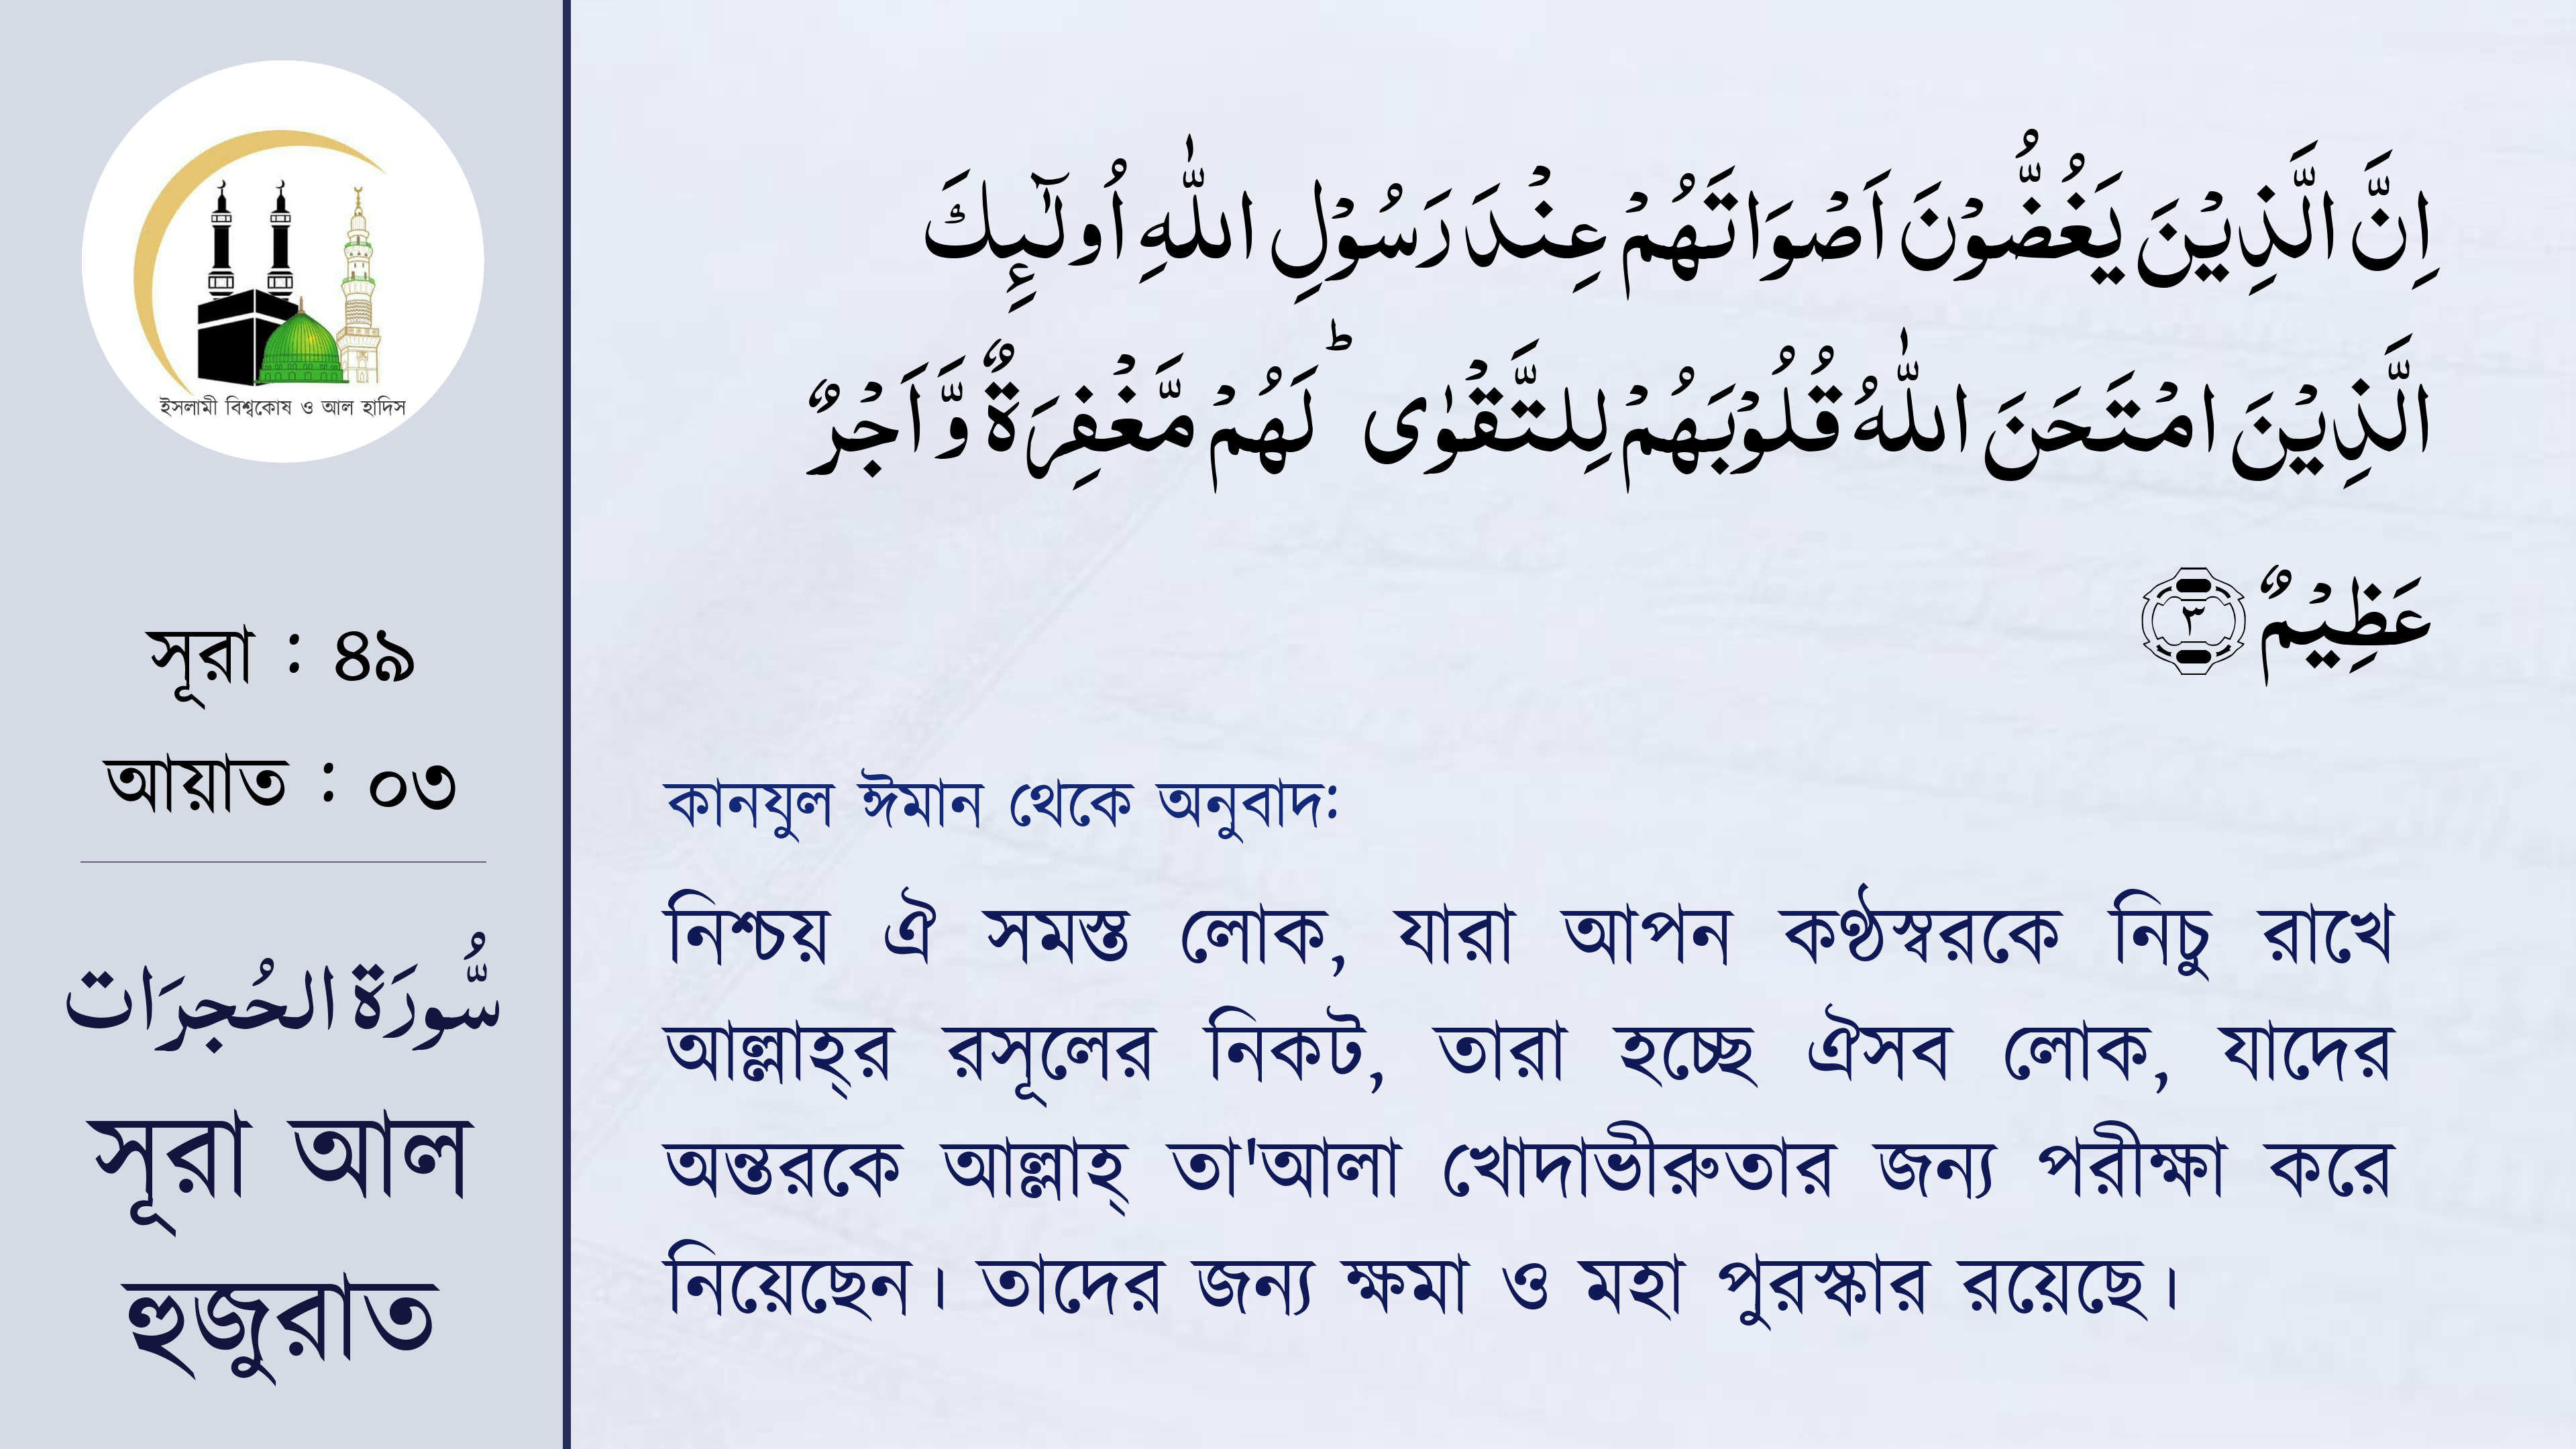 ইসলামী বিশ্বকোষ ও আল হাদিস
সূরা : ৪৯
আয়াত : ০৩
سُّورَة الحُجِرَات
সূরা আল
হুজুরাত
اِنَّ الَّذِيۡنَ يَغُضُّوۡنَ اَصۡوَاتَهُمۡ عِنۡدَ رَسُوۡلِ اللّٰهِ اُولٰٓٮِٕكَ
الَّذِيۡنَ امۡتَحَنَ اللّٰهُ قُلُوۡبَهُمۡ لِلتَّقۡوٰى​ؕ لَهُمۡ مَّغۡفِرَةٌ وَّاَجۡرٌ
عَظِيۡمٌ ٣
কানযুল ঈমান থেকে অনুবাদ:
নিশ্চয় ঐ সমস্ত লোক, যারা আপন কণ্ঠস্বরকে নিচু রাখে
আল্লাহ্‌র রসূলের নিকট, তারা হচ্ছে ঐসব লোক, যাদের
অন্তরকে আল্লাহ্ তা'আলা খোদাভীরুতার জন্য পরীক্ষা করে
নিয়েছেন। তাদের জন্য ক্ষমা ও মহা পুরস্কার রয়েছে।